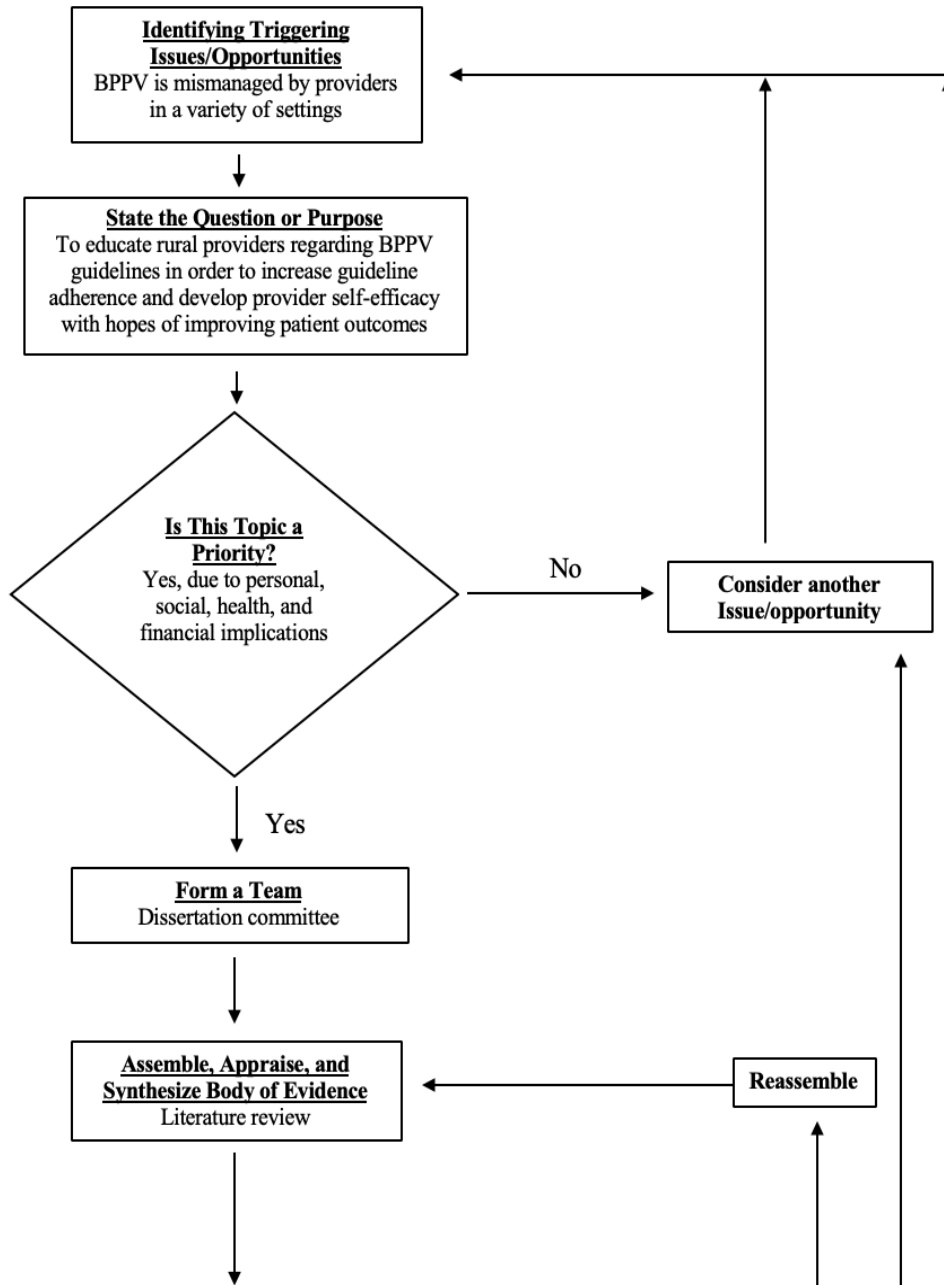 Identifying Triggering
Issues/Opportunities
BPPV is mismanaged by providers
in a variety of settings
State the Question or Purpose
To educate rural providers regarding BPPV
guidelines in order to increase guideline
adherence and develop provider self-efficacy
with hopes of improving patient outcomes
Is This Topic a
Priority?
Yes, due to personal,
social, health, and
financial implications
No
Consider another
Issue/opportunity
Yes
Form a Team
Dissertation committee
Assemble, Appraise, and
Synthesize Body of Evidence
Literature review
Reassemble